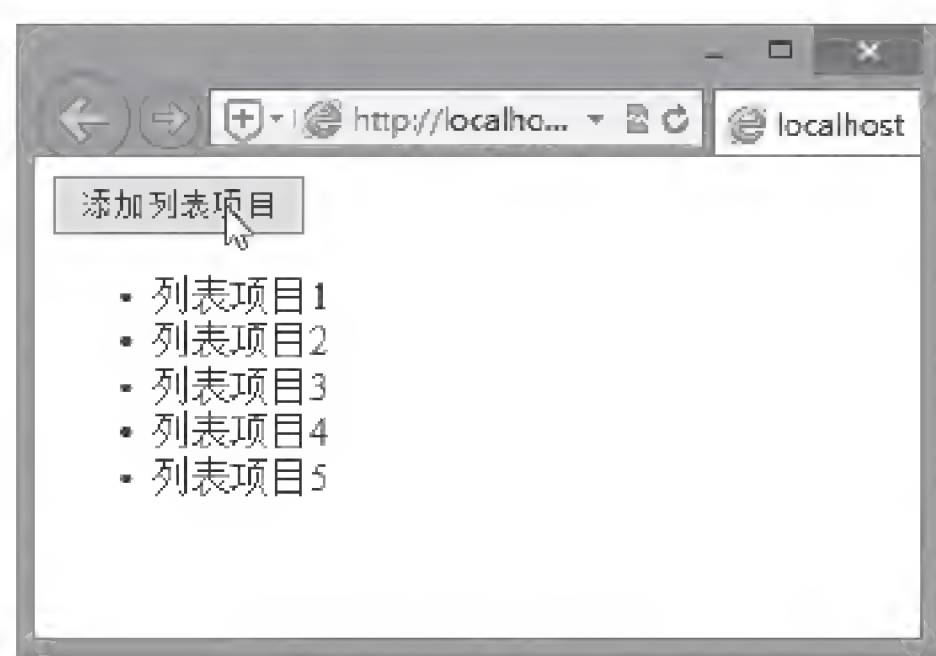 http://localho...
localhost
添加列表项目
• 列表项目1
• 列表项目2
• 列表项目3
• 列表项目4
• 列表项目5